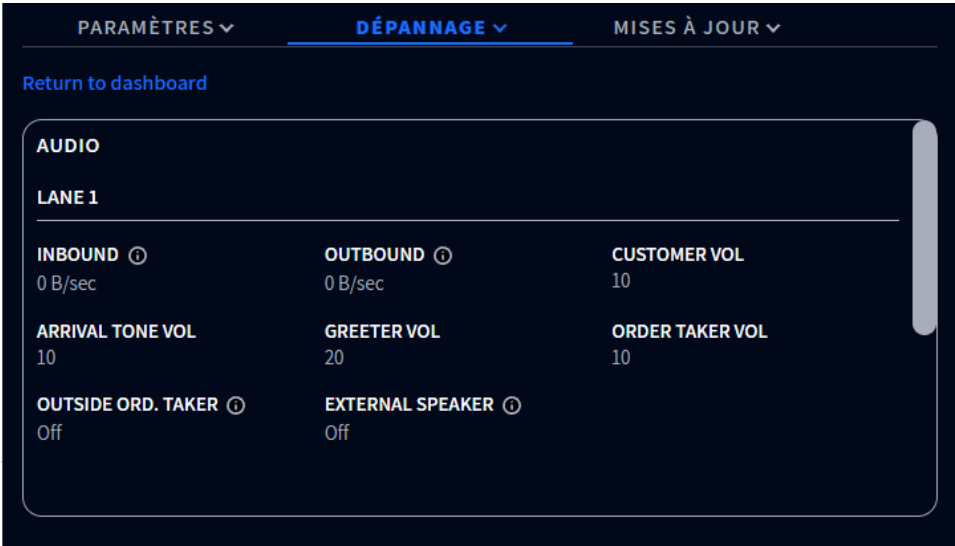 PARAMÈTRES DÉPANNAGE MISES À JOUR
Return to dashboard
AUDIO
LANE 1
INBOUND OUTBOUND CUSTOMER VOL
0 B/sec 0 B/sec 10
ARRIVAL TONE VOL GREETER VOL ORDER TAKER VOL
10 20 10
OUTSIDE ORD. TAKER EXTERNAL SPEAKER
Off Off